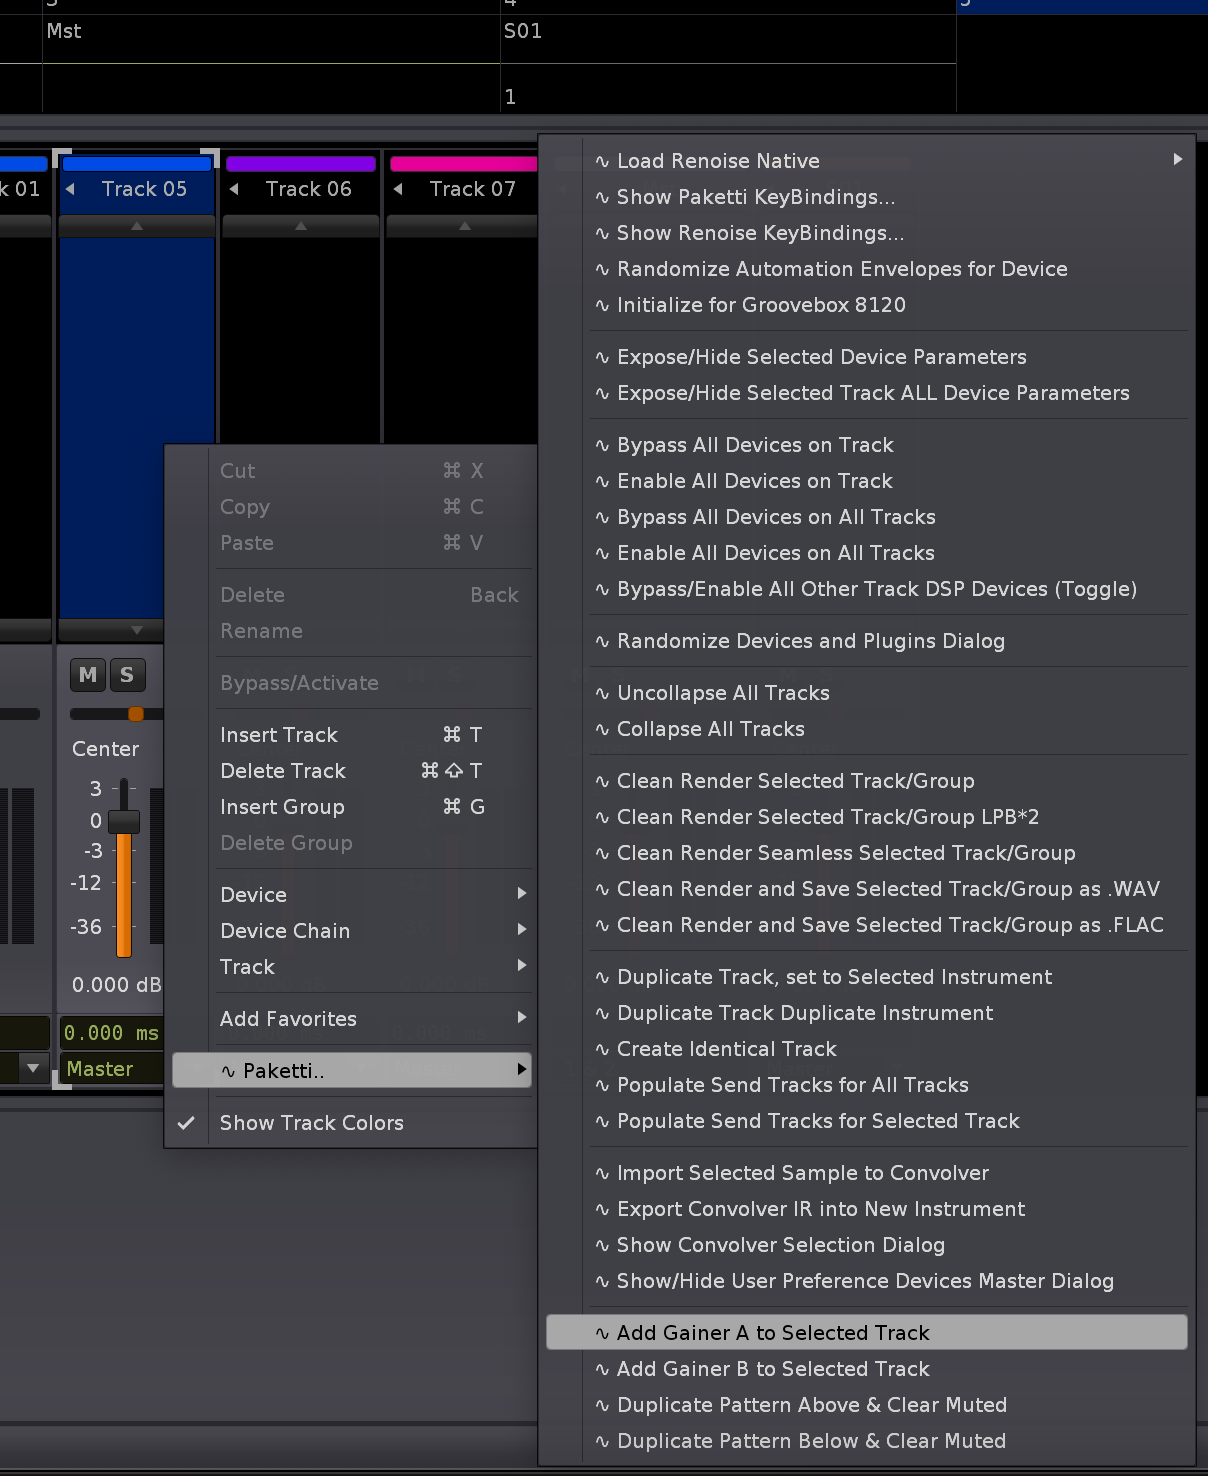 4
Mst
S01
1
k 01
Track 05
Track 06
Track 07
M
S
Center
3
0
-3
-12
-36
0.000 dB
0.000 ms
Master
Cut ⌘ X
Copy ⌘ C
Paste ⌘ V
Delete Back
Rename
Bypass/Activate
Insert Track ⌘ T
Delete Track ⌘⇧T
Insert Group ⌘ G
Delete Group
Device
Device Chain
Track
Add Favorites
∿ Paketti..
Show Track Colors
∿ Load Renoise Native
∿ Show Paketti KeyBindings...
∿ Show Renoise KeyBindings...
∿ Randomize Automation Envelopes for Device
∿ Initialize for Groovebox 8120
∿ Expose/Hide Selected Device Parameters
∿ Expose/Hide Selected Track ALL Device Parameters
∿ Bypass All Devices on Track
∿ Enable All Devices on Track
∿ Bypass All Devices on All Tracks
∿ Enable All Devices on All Tracks
∿ Bypass/Enable All Other Track DSP Devices (Toggle)
∿ Randomize Devices and Plugins Dialog
∿ Uncollapse All Tracks
∿ Collapse All Tracks
∿ Clean Render Selected Track/Group
∿ Clean Render Selected Track/Group LPB*2
∿ Clean Render Seamless Selected Track/Group
∿ Clean Render and Save Selected Track/Group as .WAV
∿ Clean Render and Save Selected Track/Group as .FLAC
∿ Duplicate Track, set to Selected Instrument
∿ Duplicate Track Duplicate Instrument
∿ Create Identical Track
∿ Populate Send Tracks for All Tracks
∿ Populate Send Tracks for Selected Track
∿ Import Selected Sample to Convolver
∿ Export Convolver IR into New Instrument
∿ Show Convolver Selection Dialog
∿ Show/Hide User Preference Devices Master Dialog
∿ Add Gainer A to Selected Track
∿ Add Gainer B to Selected Track
∿ Duplicate Pattern Above & Clear Muted
∿ Duplicate Pattern Below & Clear Muted